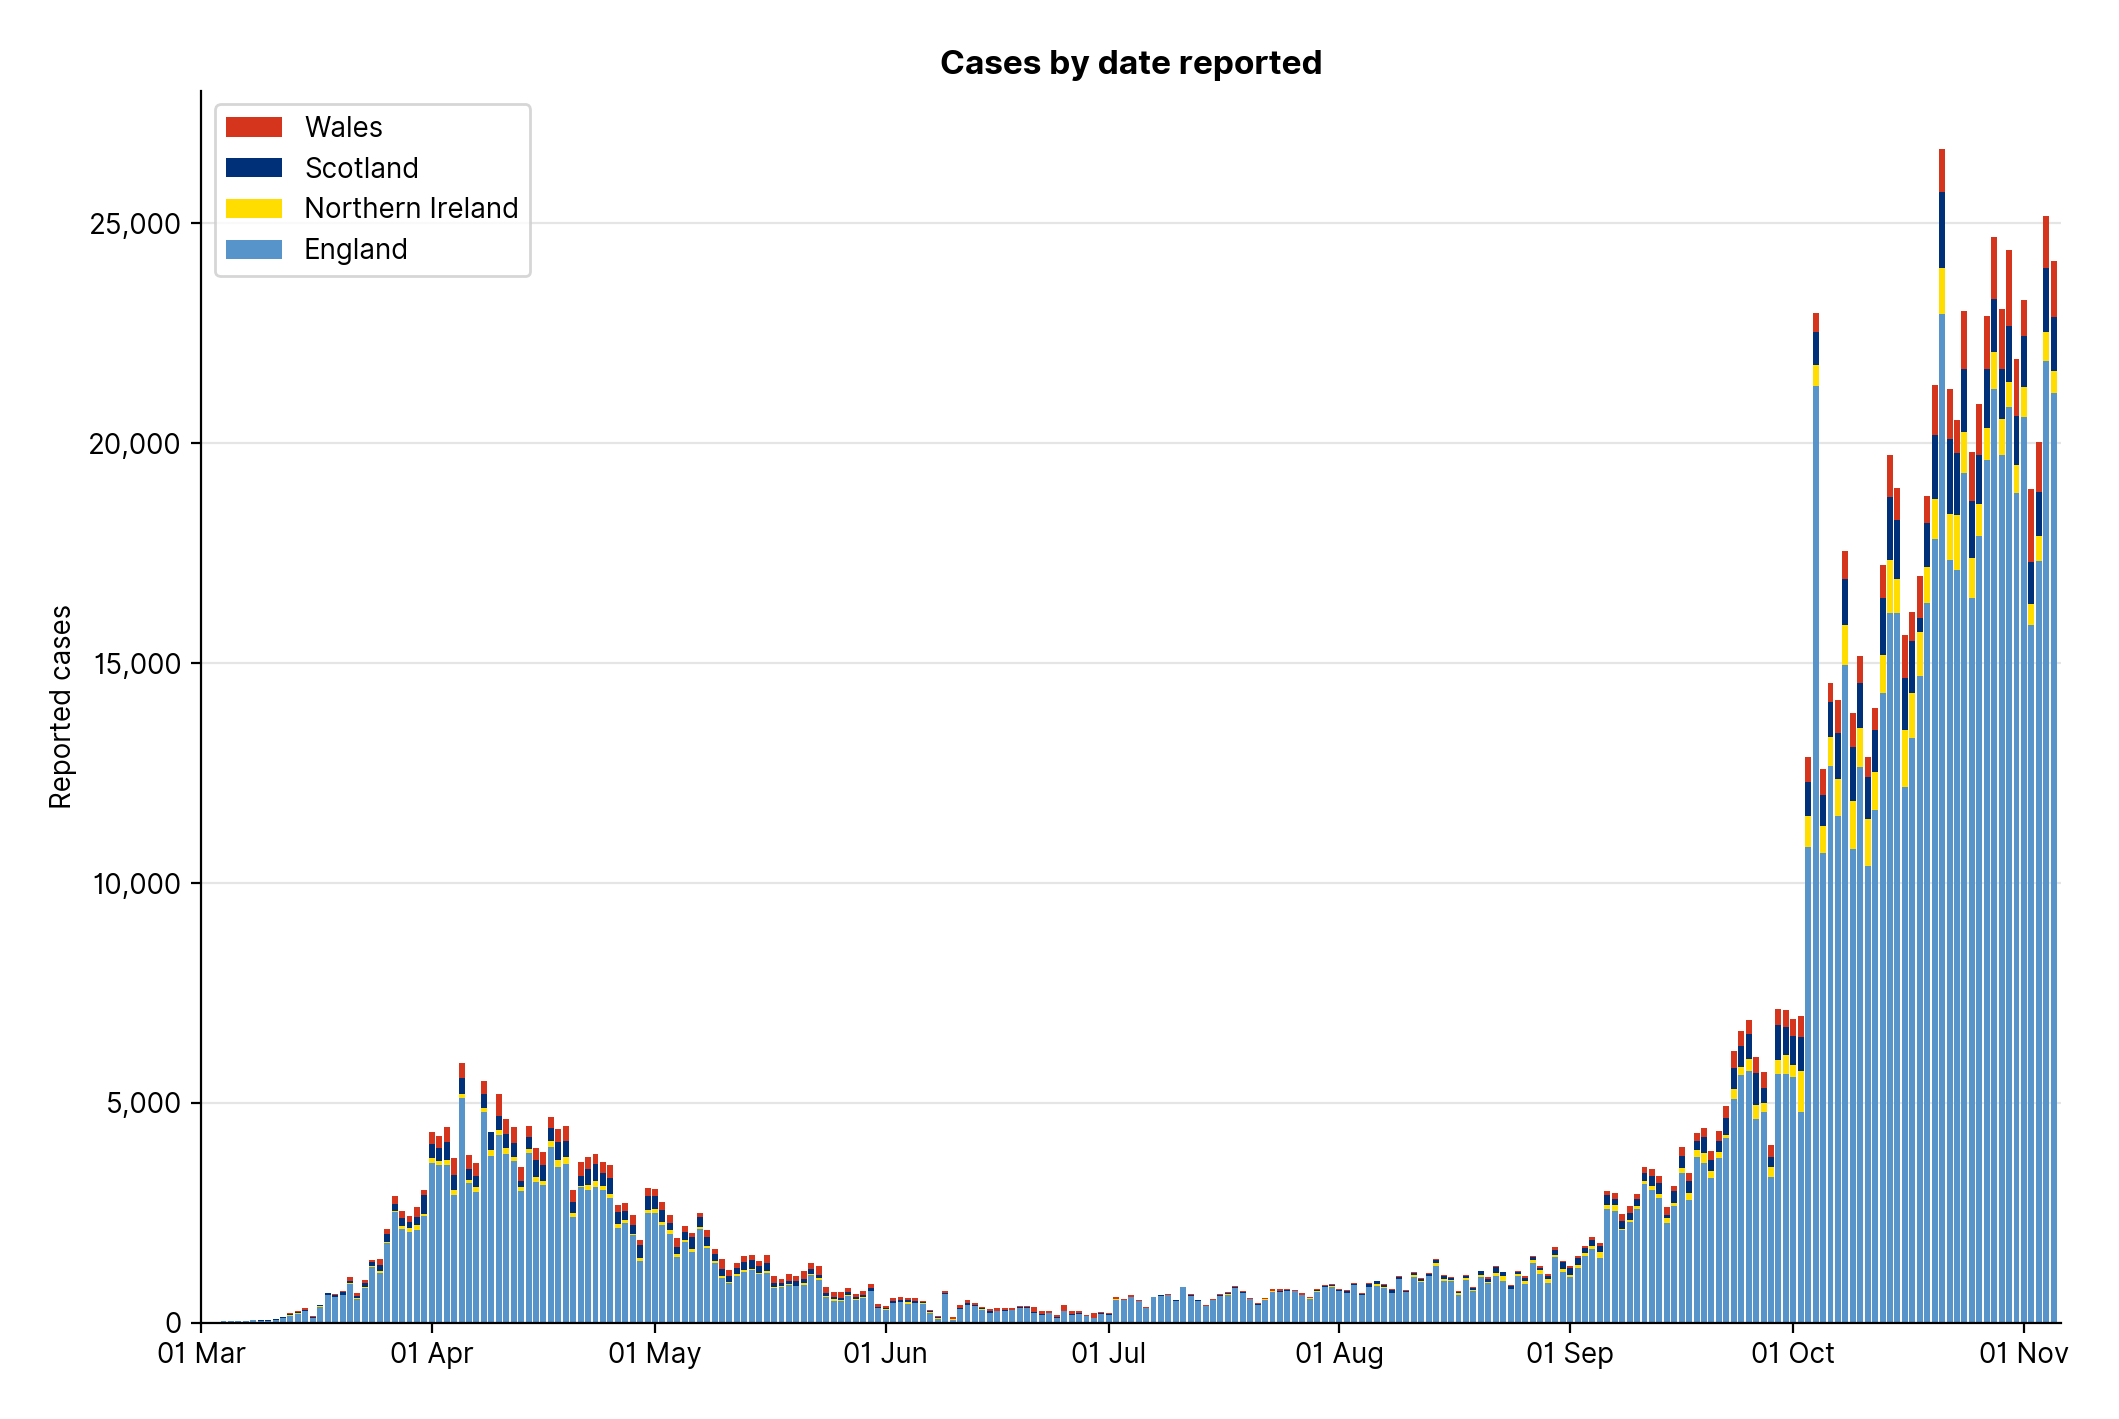 Cases by date reported
Wales
Scotland
Northern Ireland
England
Reported cases
25,000
20,000
15,000
10,000
5,000
0
01 Mar 01 Apr 01 May 01 Jun 01 Jul 01 Aug 01 Sep 01 Oct 01 Nov